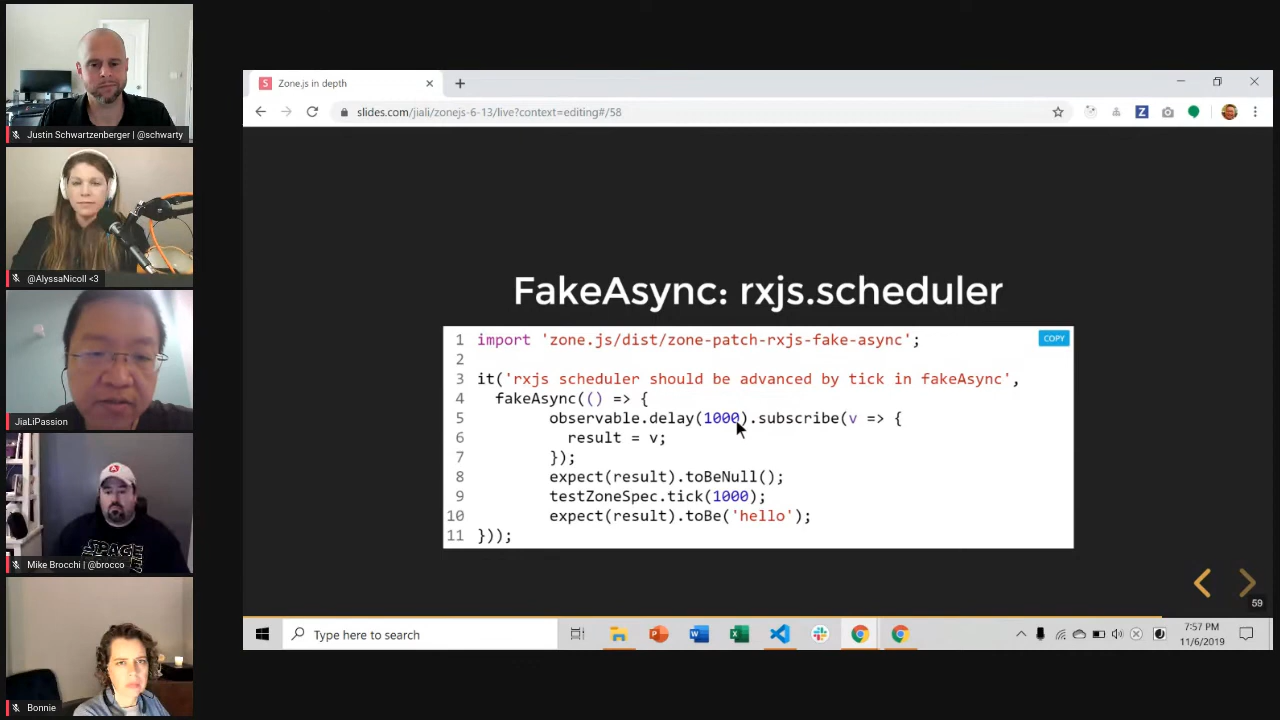 Justin Schwartzenberger | @schwarty
@AlyssaNicoll <3
JiaLiPassion
SPACE
Mike Brocchi | @brocco
Bonnie
Zone.js in depth
slides.com/jiali/zonejs-6-13/live?context=editing#/58
FakeAsync: rxjs.scheduler
COPY
1 import 'zone.js/dist/zone-patch-rxjs-fake-async';
2
3 it('rxjs scheduler should be advanced by tick in fakeAsync',
4 fakeAsync(() => {
5 observable.delay(1000).subscribe(v => {
6 result = v;
7 });
8 expect(result).toBeNull();
9 testZoneSpec.tick(1000);
10 expect(result).toBe('hello');
11 }));
59
Type here to search
7:57 PM
11/6/2019